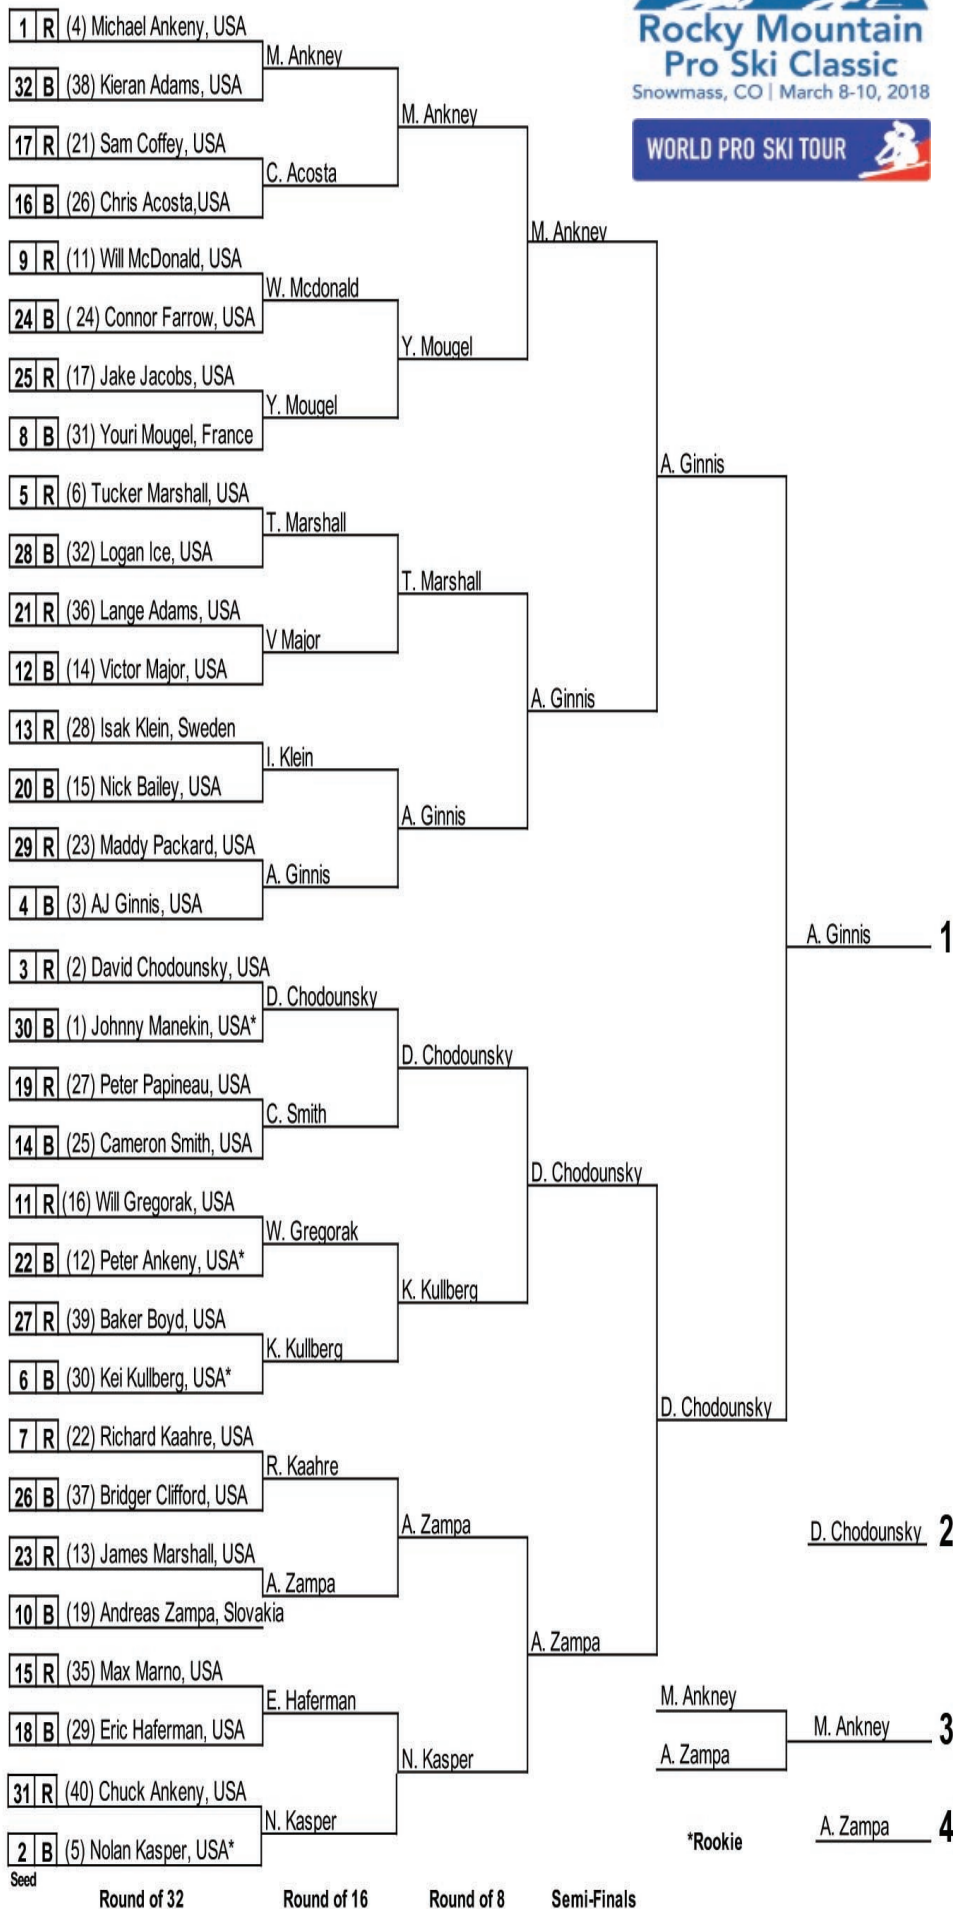 Rocky Mountain
Pro Ski Classic
Snowmass, CO | March 8-10, 2018
WORLD PRO SKI TOUR
1 R (4) Michael Ankeny, USA
M. Ankney
32 B (38) Kieran Adams, USA
M. Ankney
17 R (21) Sam Coffey, USA
C. Acosta
16 B (26) Chris Acosta,USA
M. Ankney
9 R (11) Will McDonald, USA
W. Mcdonald
24 B ( 24) Connor Farrow, USA
Y. Mougel
25 R (17) Jake Jacobs, USA
Y. Mougel
8 B (31) Youri Mougel, France
A. Ginnis
5 R (6) Tucker Marshall, USA
T. Marshall
28 B (32) Logan Ice, USA
T. Marshall
21 R (36) Lange Adams, USA
V Major
12 B (14) Victor Major, USA
A. Ginnis
13 R (28) Isak Klein, Sweden
I. Klein
20 B (15) Nick Bailey, USA
A. Ginnis
29 R (23) Maddy Packard, USA
A. Ginnis
4 B (3) AJ Ginnis, USA
A. Ginnis 1
3 R (2) David Chodounsky, USA
D. Chodounsky
30 B (1) Johnny Manekin, USA*
D. Chodounsky
19 R (27) Peter Papineau, USA
C. Smith
14 B (25) Cameron Smith, USA
D. Chodounsky
11 R (16) Will Gregorak, USA
W. Gregorak
22 B (12) Peter Ankeny, USA*
K. Kullberg
27 R (39) Baker Boyd, USA
K. Kullberg
6 B (30) Kei Kullberg, USA*
D. Chodounsky
7 R (22) Richard Kaahre, USA
R. Kaahre
26 B (37) Bridger Clifford, USA
A. Zampa
D. Chodounsky 2
23 R (13) James Marshall, USA
A. Zampa
10 B (19) Andreas Zampa, Slovakia
A. Zampa
15 R (35) Max Marno, USA
E. Haferman
M. Ankney
18 B (29) Eric Haferman, USA
M. Ankney 3
N. Kasper
A. Zampa
31 R (40) Chuck Ankeny, USA
N. Kasper
A. Zampa 4
*Rookie
2 B (5) Nolan Kasper, USA*
Seed
Round of 32 Round of 16 Round of 8 Semi-Finals